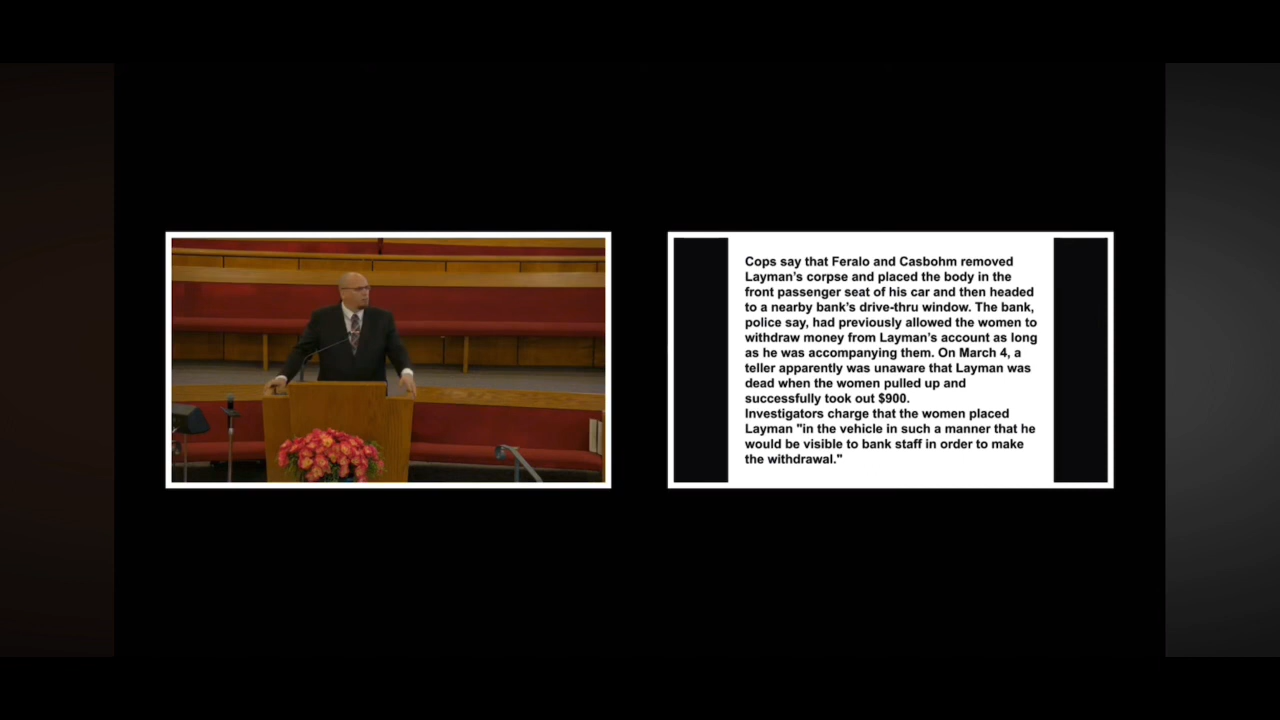 Cops say that Feralo and Casbohm removed
Layman's corpse and placed the body in the
front passenger seat of his car and then headed
to a nearby bank's drive-thru window. The bank,
police say, had previously allowed the women to
withdraw money from Layman's account as long
as he was accompanying them. On March 4, a
teller apparently was unaware that Layman was
dead when the women pulled up and
successfully took out $900.
Investigators charge that the women placed
Layman "in the vehicle in such a manner that he
would be visible to bank staff in order to make
the withdrawal."